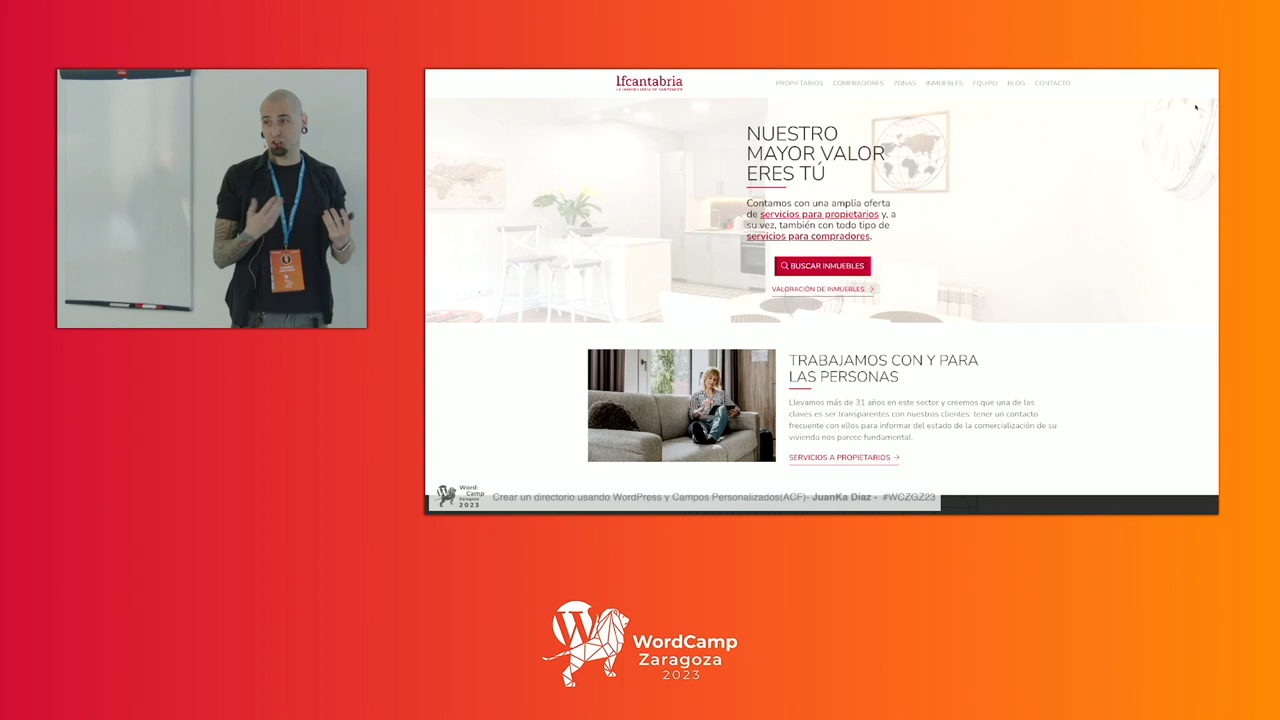 lfcantabria
LA INMOBILIARIA DE SANTANDER
PROPIETARIOS COMPRADORES ZONAS INMUEBLES EQUIPO BLOG CONTACTO
NUESTRO
MAYOR VALOR
ERES TÚ
Contamos con una amplia oferta
de servicios para propietarios y, a
su vez, también con todo tipo de
servicios para compradores.
BUSCAR INMUEBLES
VALORACIÓN DE INMUEBLES
TRABAJAMOS CON Y PARA
LAS PERSONAS
Llevamos más de 31 años en este sector y creemos que una de las
claves es ser transparentes con nuestros clientes: tener un contacto
frecuente con ellos para informar del estado de la comercialización de su
vivienda nos parece fundamental.
SERVICIOS A PROPIETARIOS
Word-
Camp
Zaragoza
2023
Crear un directorio usando WordPress y Campos Personalizados(ACF)- JuanKa Díaz - #WCZGZ23
WordCamp
Zaragoza
2023